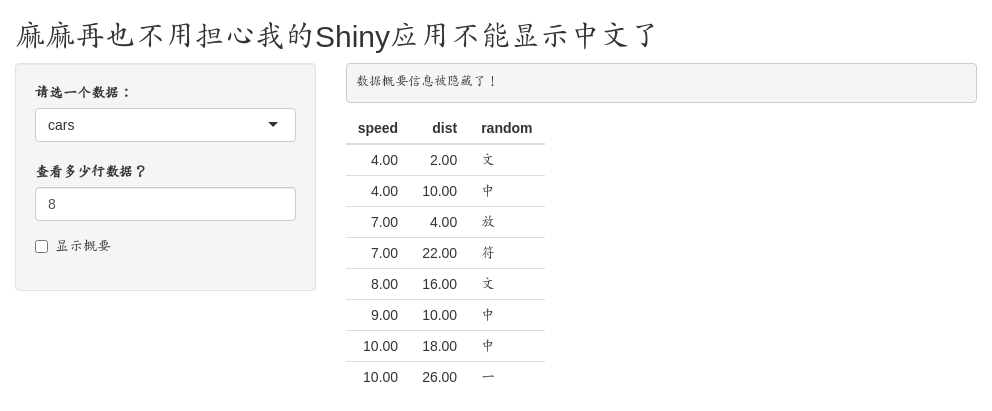 麻麻再也不用担心我的Shiny应用不能显示中文了
请选一个数据：
cars
查看多少行数据？
8
显示概要
数据概要信息被隐藏了！
speed dist random
4.00 2.00 文
4.00 10.00 中
7.00 4.00 放
7.00 22.00 符
8.00 16.00 文
9.00 10.00 中
10.00 18.00 中
10.00 26.00 一